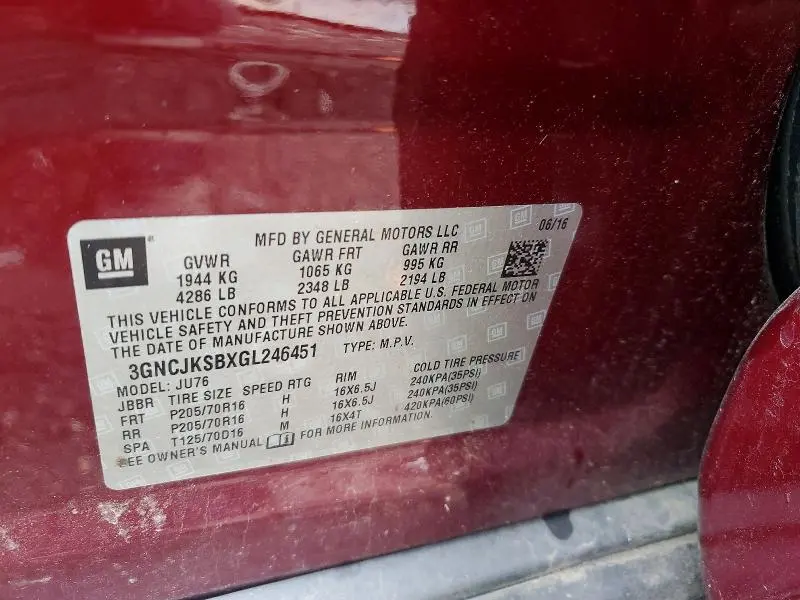 GM
MFD BY GENERAL MOTORS LLC 06/16
GVWR GAWR FRT GAWR RR
1944 KG 1065 KG 995 KG
4286 LB 2348 LB 2194 LB
THIS VEHICLE CONFORMS TO ALL APPLICABLE U.S. FEDERAL MOTOR
VEHICLE SAFETY AND THEFT PREVENTION STANDARDS IN EFFECT ON
THE DATE OF MANUFACTURE SHOWN ABOVE.
3GNCJKSBXGL246451 TYPE: M.P.V.
MODEL: JU76
JBBR TIRE SIZE SPEED RTG RIM COLD TIRE PRESSURE
FRT P205/70R16 H 16X6.5J 240KPA(35PSI)
RR P205/70R16 H 16X6.5J 240KPA(35PSI)
SPA T125/70D16 M 16X4T 420KPA(60PSI)
SEE OWNER'S MANUAL i FOR MORE INFORMATION.